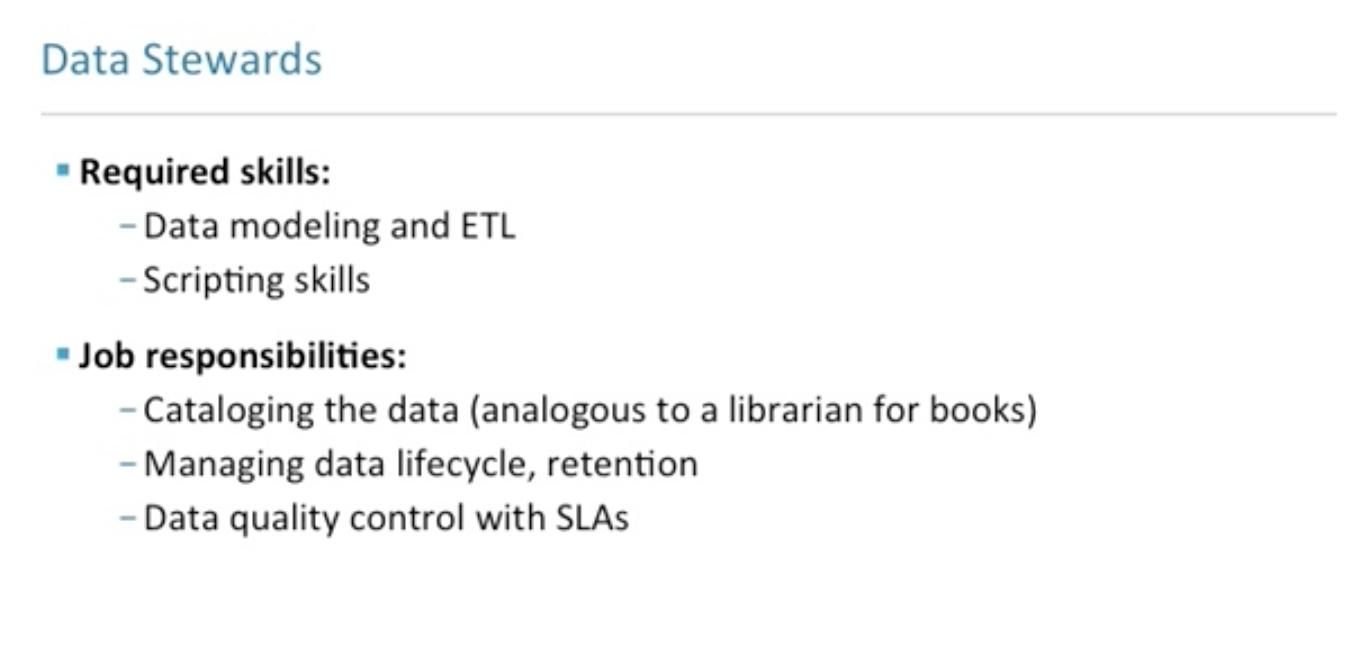 Data Stewards
▪ Required skills:
– Data modeling and ETL
– Scripting skills
▪ Job responsibilities:
– Cataloging the data (analogous to a librarian for books)
– Managing data lifecycle, retention
– Data quality control with SLAs